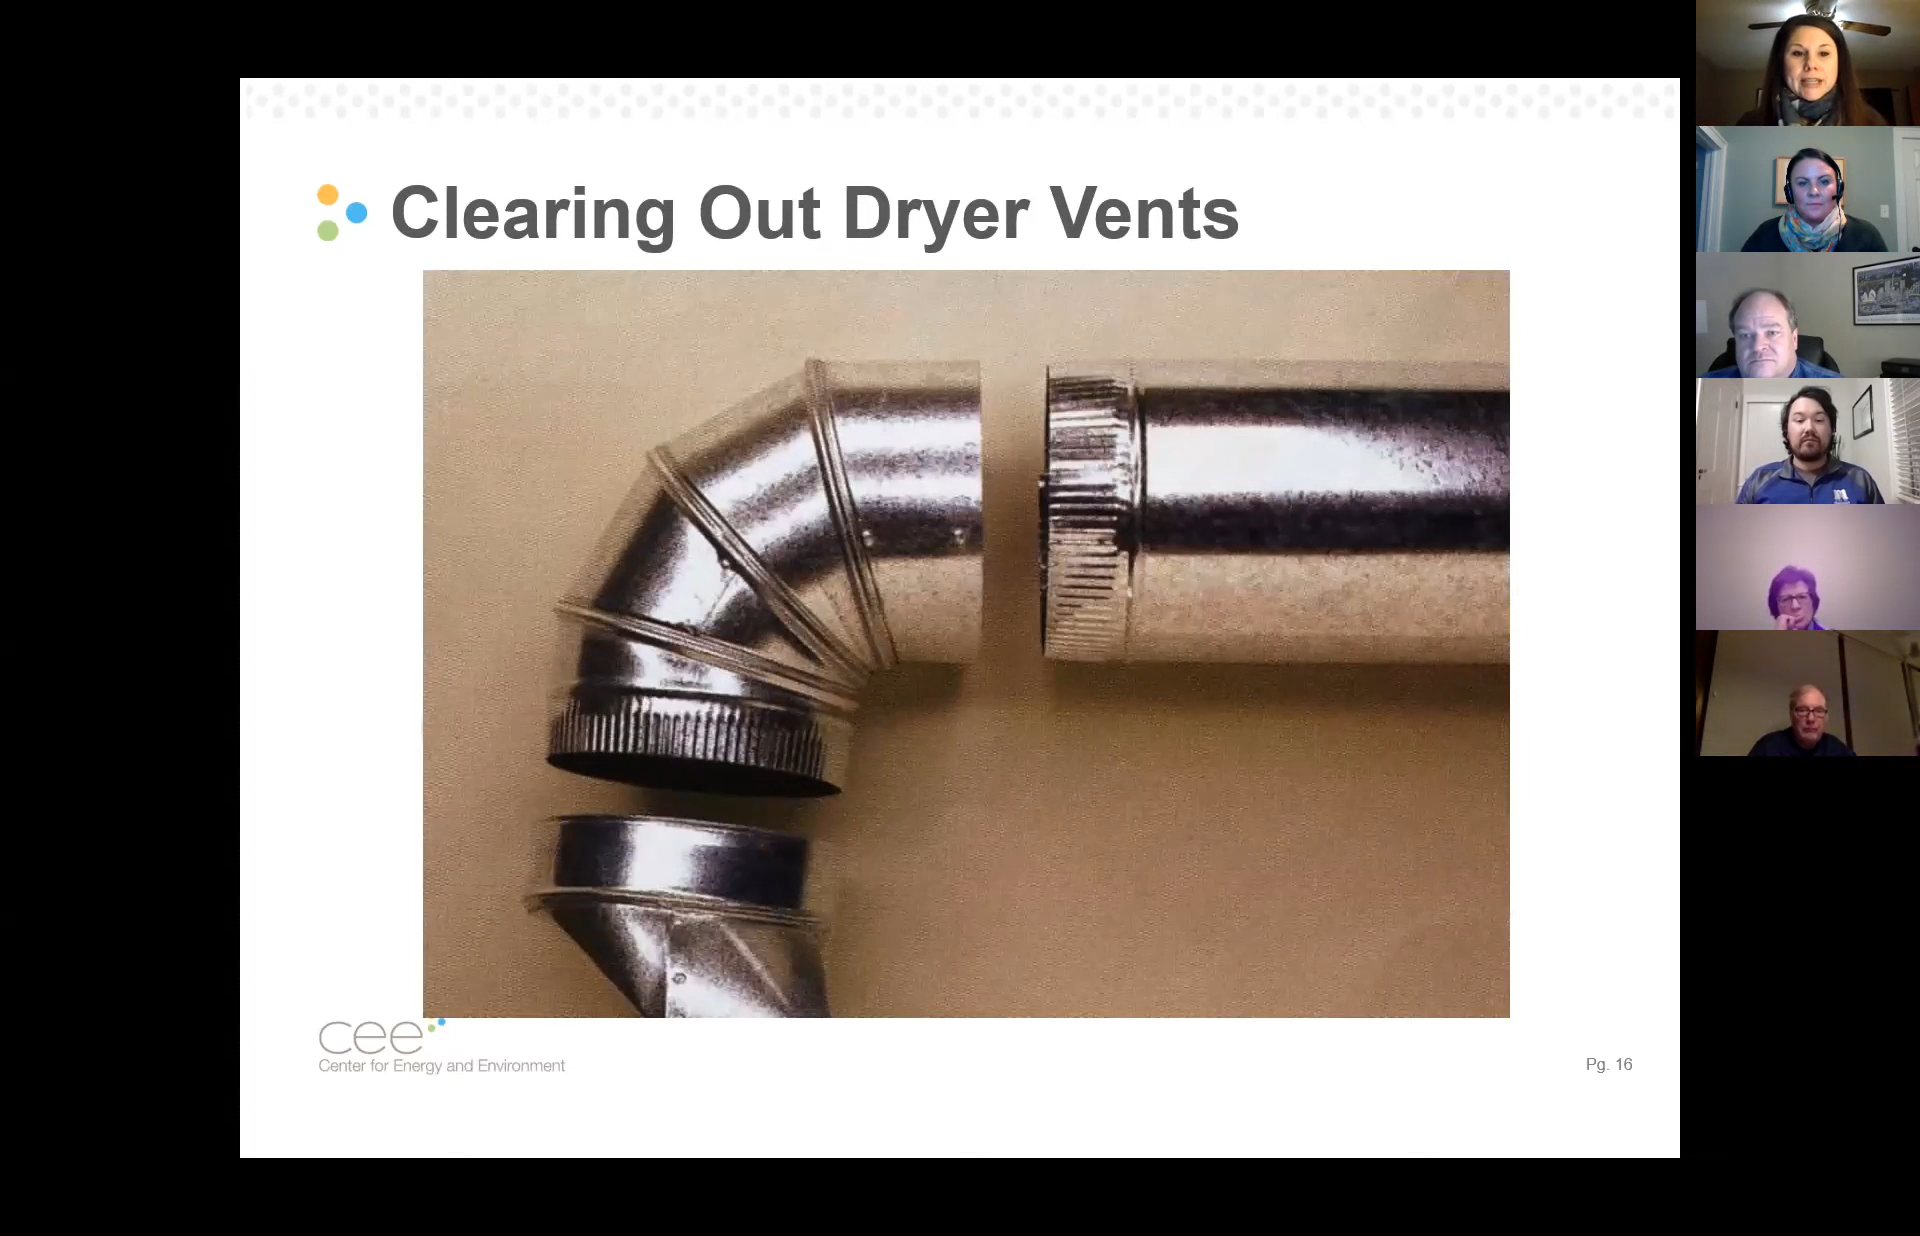 Clearing Out Dryer Vents
cee
Center for Energy and Environment
Pg. 16